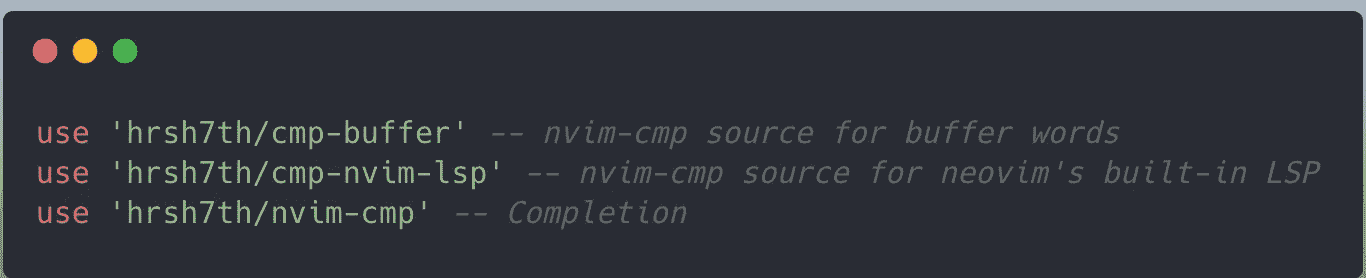 use 'hrsh7th/cmp-buffer' -- nvim-cmp source for buffer words
use 'hrsh7th/cmp-nvim-lsp' -- nvim-cmp source for neovim's built-in LSP
use 'hrsh7th/nvim-cmp' -- Completion